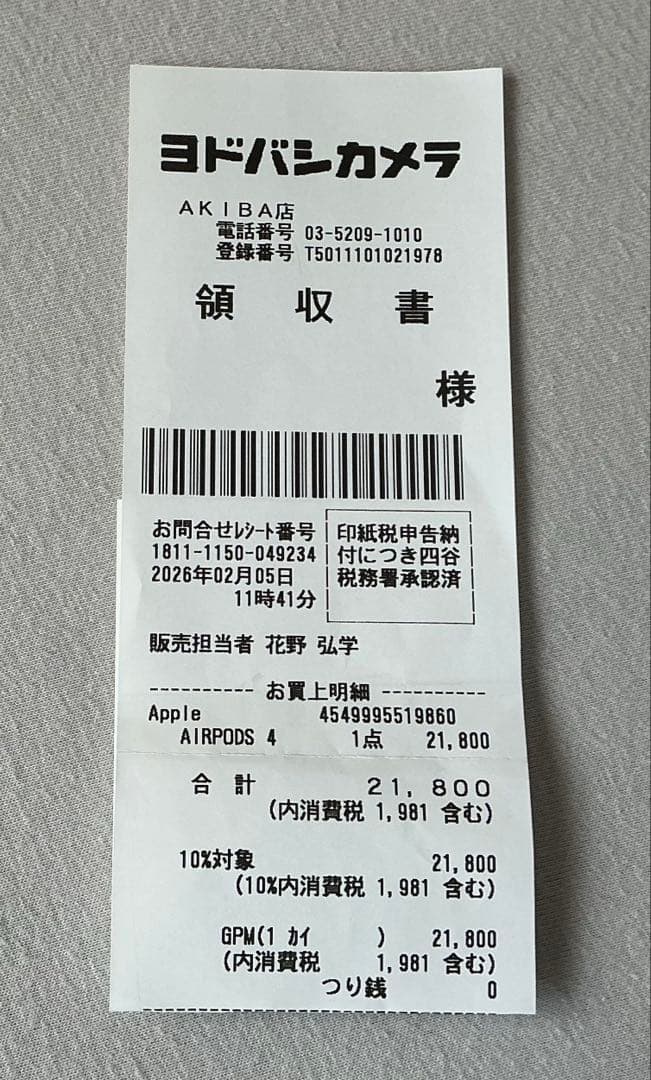 ヨドバシカメラ
AKIBA店
電話番号 03-5209-1010
登録番号 T5011101021978
領 収 書
様
お問合せレシート番号
1811-1150-049234
2026年02月05日
11時41分
印紙税申告納
付につき四谷
税務署承認済
販売担当者 花野 弘学
---------- お買上明細 ----------
Apple 4549995519860
AIRPODS 4 1点 21,800
合 計 21,800
(内消費税 1,981 含む)
10%対象 21,800
(10%内消費税 1,981 含む)
GPM(1 カイ ) 21,800
(内消費税 1,981 含む)
つり銭 0